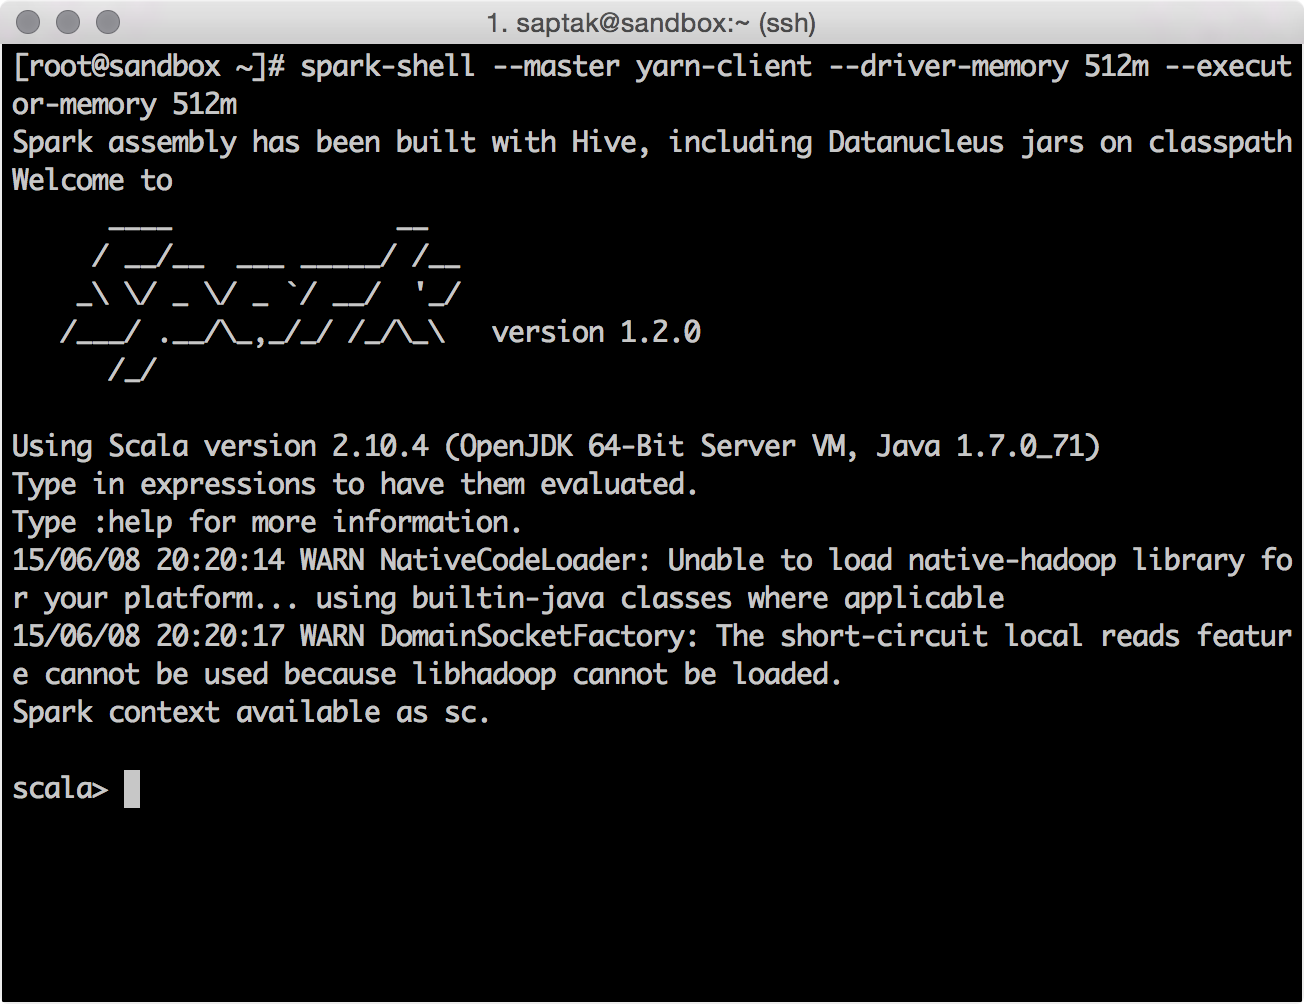 1. saptak@sandbox:~ (ssh)
[root@sandbox ~]# spark-shell --master yarn-client --driver-memory 512m --execut
or-memory 512m
Spark assembly has been built with Hive, including Datanucleus jars on classpath
Welcome to
      ____              __
     / __/__  ___ _____/ /__
    _\ \/ _ \/ _ `/ __/  '_/
   /___/ .__/\_,_/_/ /_/\_\   version 1.2.0
      /_/
Using Scala version 2.10.4 (OpenJDK 64-Bit Server VM, Java 1.7.0_71)
Type in expressions to have them evaluated.
Type :help for more information.
15/06/08 20:20:14 WARN NativeCodeLoader: Unable to load native-hadoop library fo
r your platform... using builtin-java classes where applicable
15/06/08 20:20:17 WARN DomainSocketFactory: The short-circuit local reads featur
e cannot be used because libhadoop cannot be loaded.
Spark context available as sc.
scala>